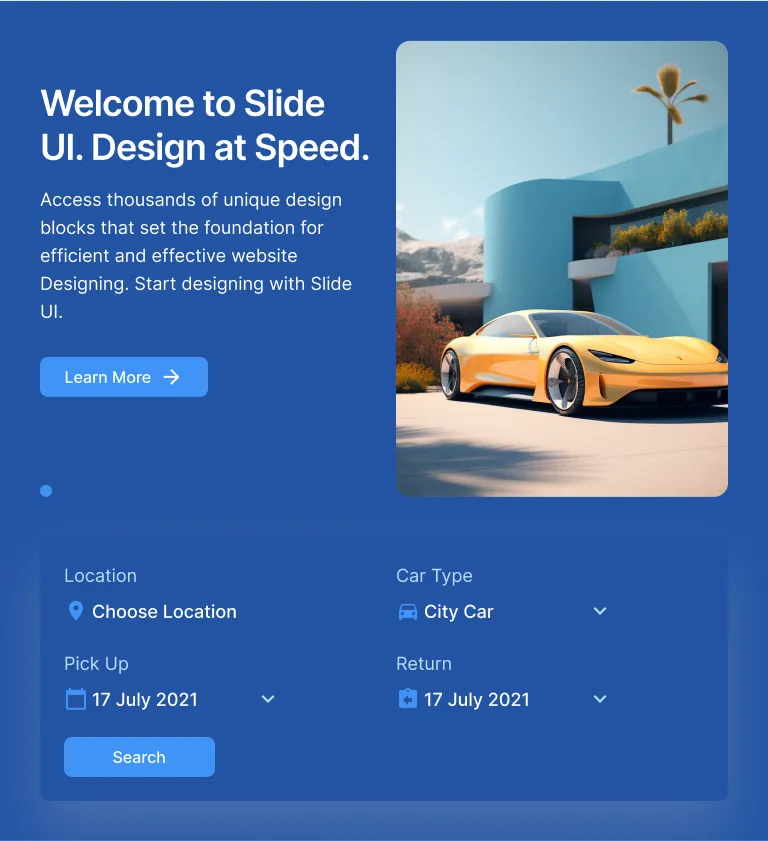 Welcome to Slide
UI. Design at Speed.
Access thousands of unique design
blocks that set the foundation for
efficient and effective website
Designing. Start designing with Slide
UI.
Learn More
Location
Choose Location
Car Type
City Car
Pick Up
17 July 2021
Return
17 July 2021
Search